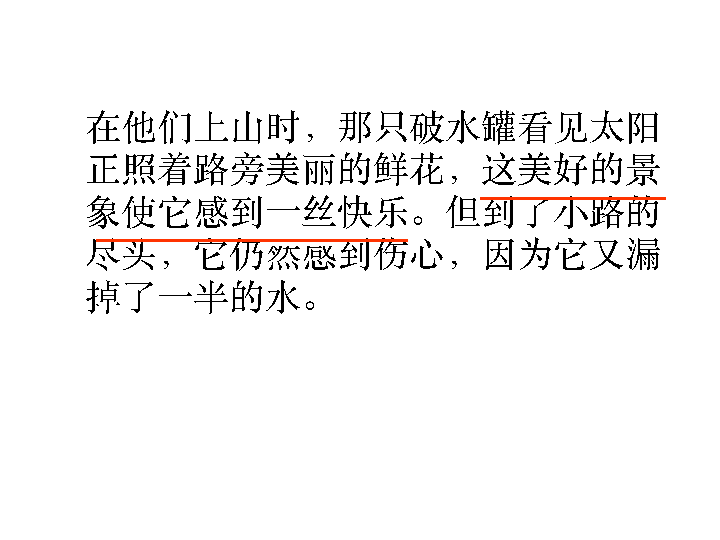 在他们上山时，那只破水罐看见太阳
正照着路旁美丽的鲜花，这美好的景
象使它感到一丝快乐。但到了小路的
尽头，它仍然感到伤心，因为它又漏
掉了一半的水。